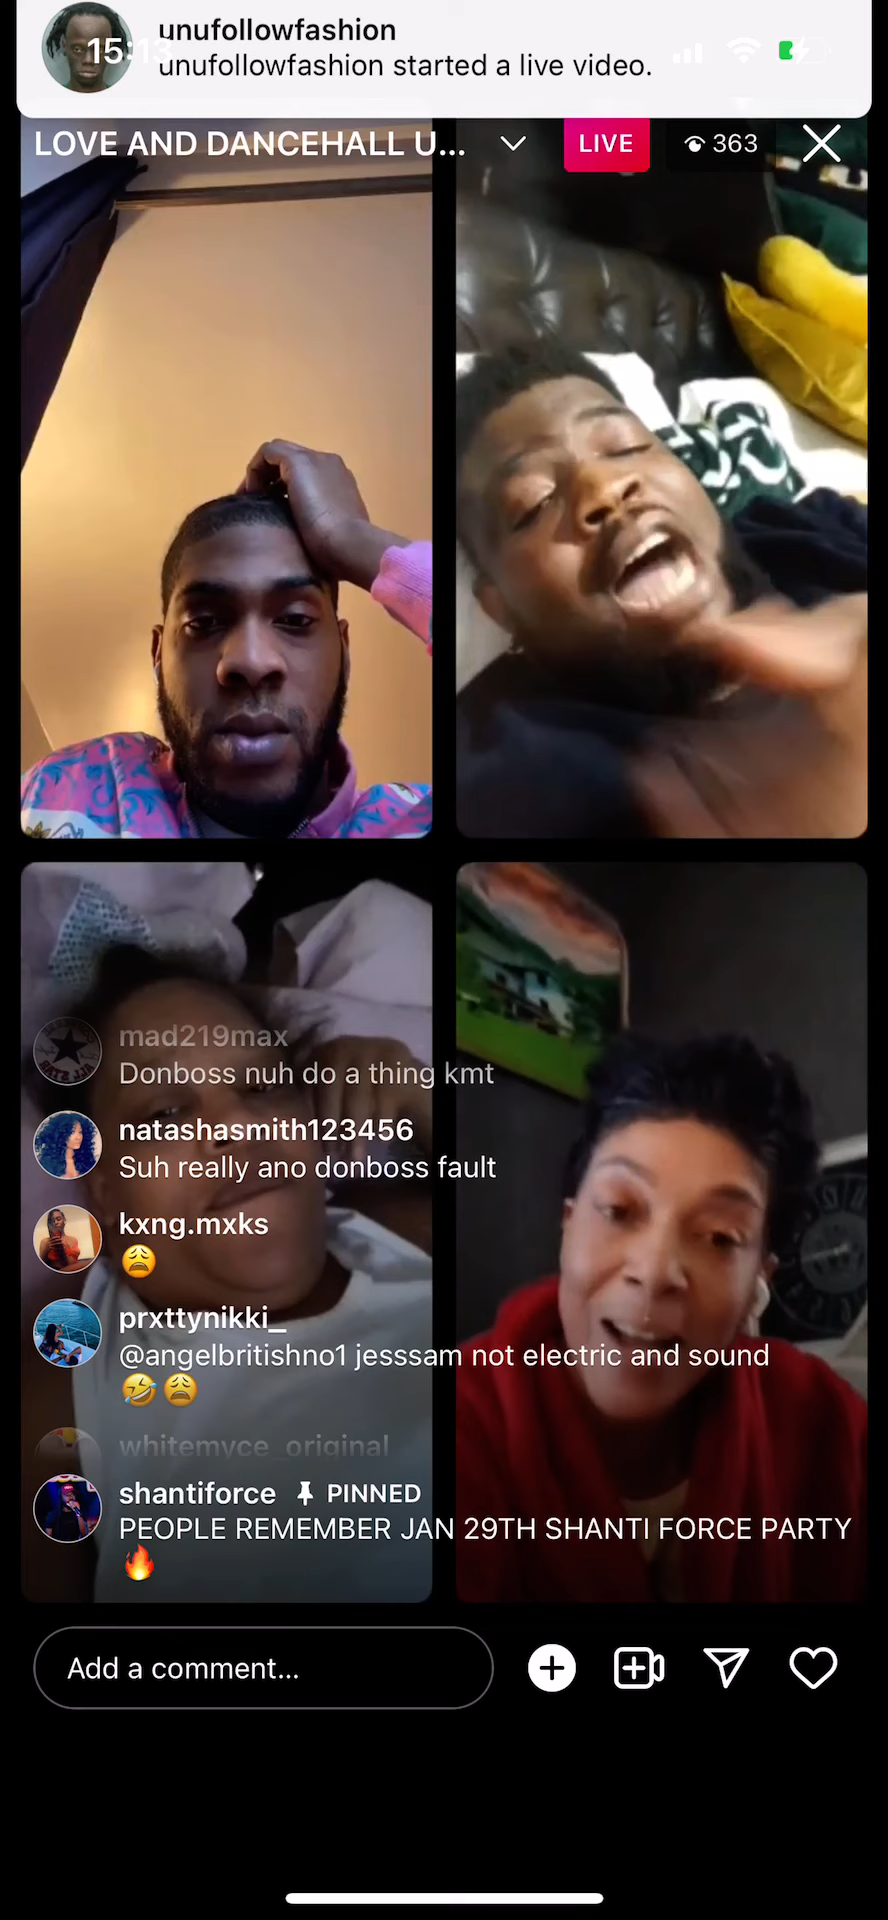 unufollowfashion
15:13
unufollowfashion started a live video.
LOVE AND DANCEHALL U...
LIVE
363
mad219max
Donboss nuh do a thing kmt
natashasmith123456
Suh really ano donboss fault
kxng.mxks
😩
prxttynikki_
@angelbritishno1 jesssam not electric and sound
🤣😩
whitemyce_original
shantiforce PINNED
PEOPLE REMEMBER JAN 29TH SHANTI FORCE PARTY
🔥
Add a comment...